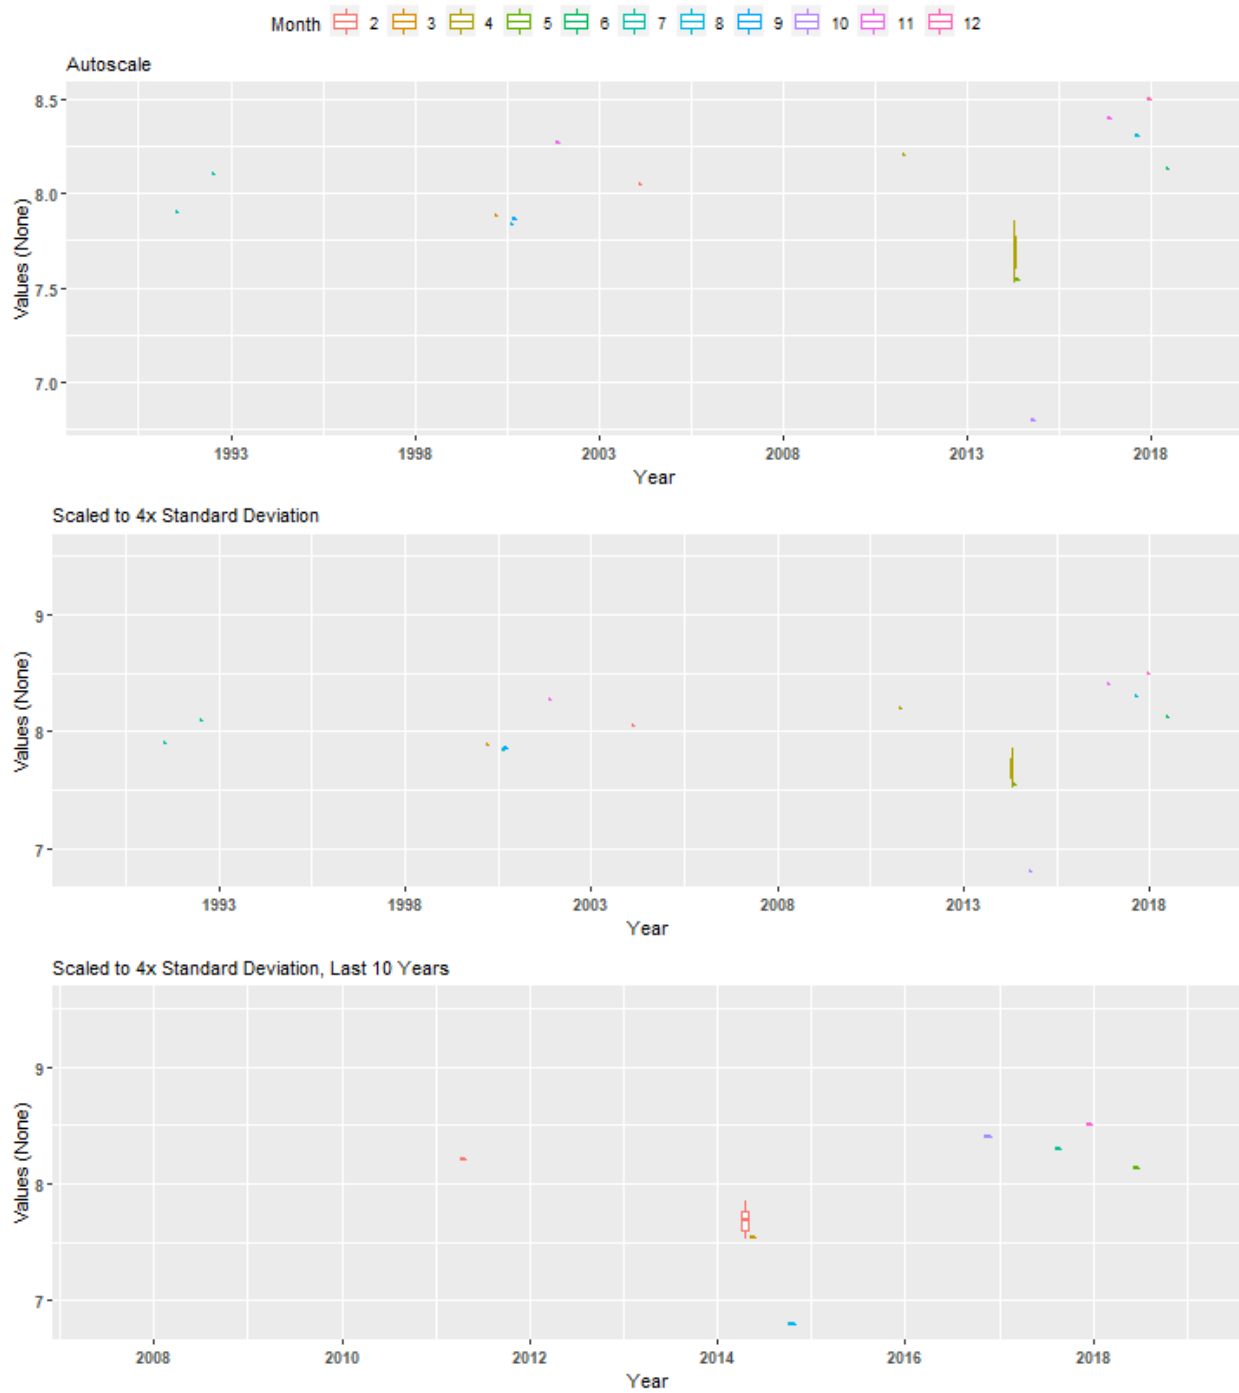 Month 2 3 4 5 6 7 8 9 10 11 12
Autoscale
Values (None)
8.5
8.0
7.5
7.0
1993 1998 2003 2008 2013 2018
Year
Scaled to 4x Standard Deviation
Values (None)
9
8
7
1993 1998 2003 2008 2013 2018
Year
Scaled to 4x Standard Deviation, Last 10 Years
Values (None)
9
8
7
2008 2010 2012 2014 2016 2018
Year